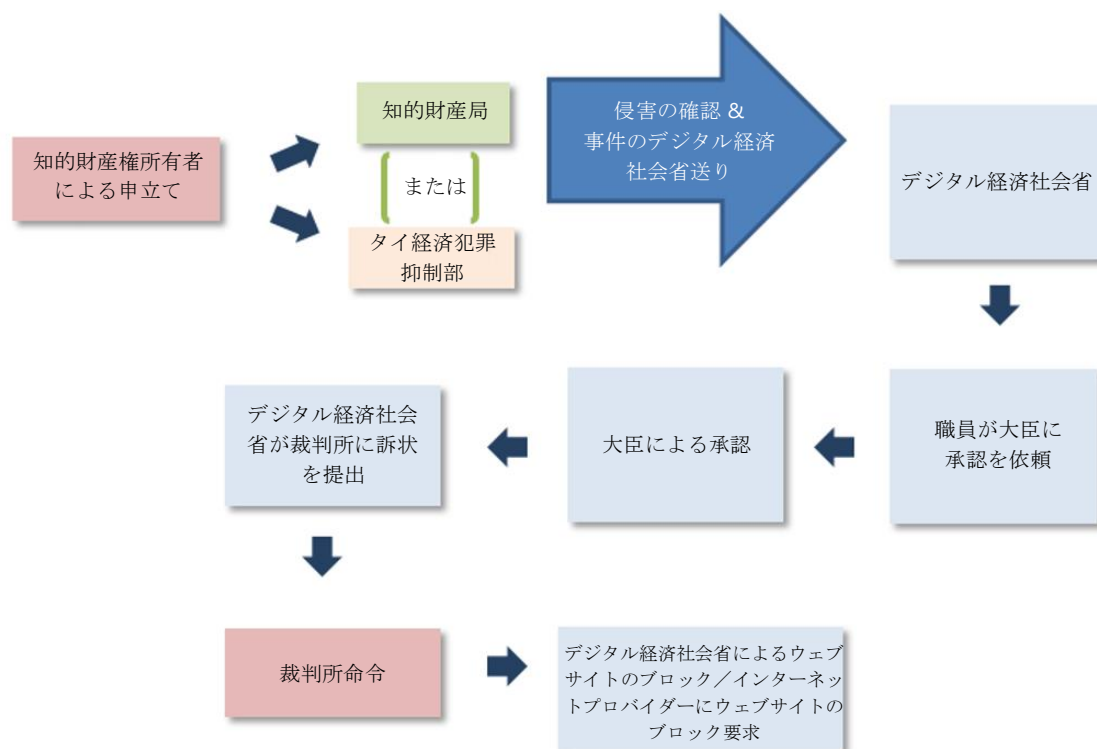 知的財産権所有者
による申立て
知的財産局
または
タイ経済犯罪
抑制部
侵害の確認 &
事件のデジタル経済
社会省送り
デジタル経済社会省
職員が大臣に
承認を依頼
大臣による承認
デジタル経済社会
省が裁判所に訴状
を提出
裁判所命令
デジタル経済社会省によるウェブ
サイトのブロック／インターネッ
トプロバイダーにウェブサイトの
ブロック要求